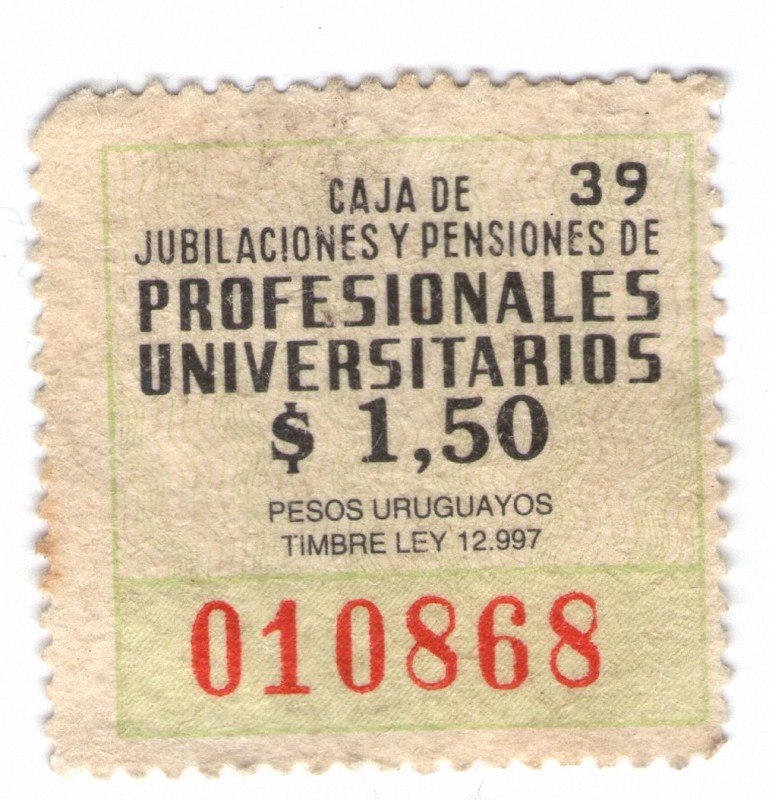 CAJA DE 39
JUBILACIONES Y PENSIONES DE
PROFESIONALES
UNIVERSITARIOS
$ 1,50
PESOS URUGUAYOS
TIMBRE LEY 12.997
010868